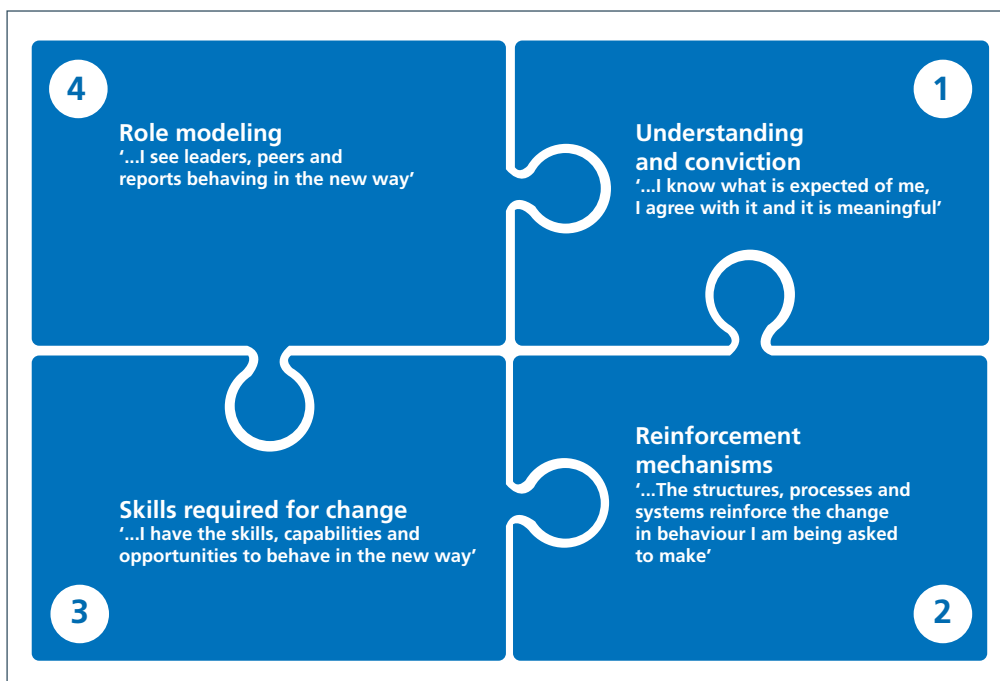 4
Role modeling
‘...I see leaders, peers and
reports behaving in the new way’
1
Understanding
and conviction
‘...I know what is expected of me,
I agree with it and it is meaningful’
Skills required for change
‘...I have the skills, capabilities and
opportunities to behave in the new way’
3
Reinforcement
mechanisms
‘...The structures, processes and
systems reinforce the change
in behaviour I am being asked
to make’
2